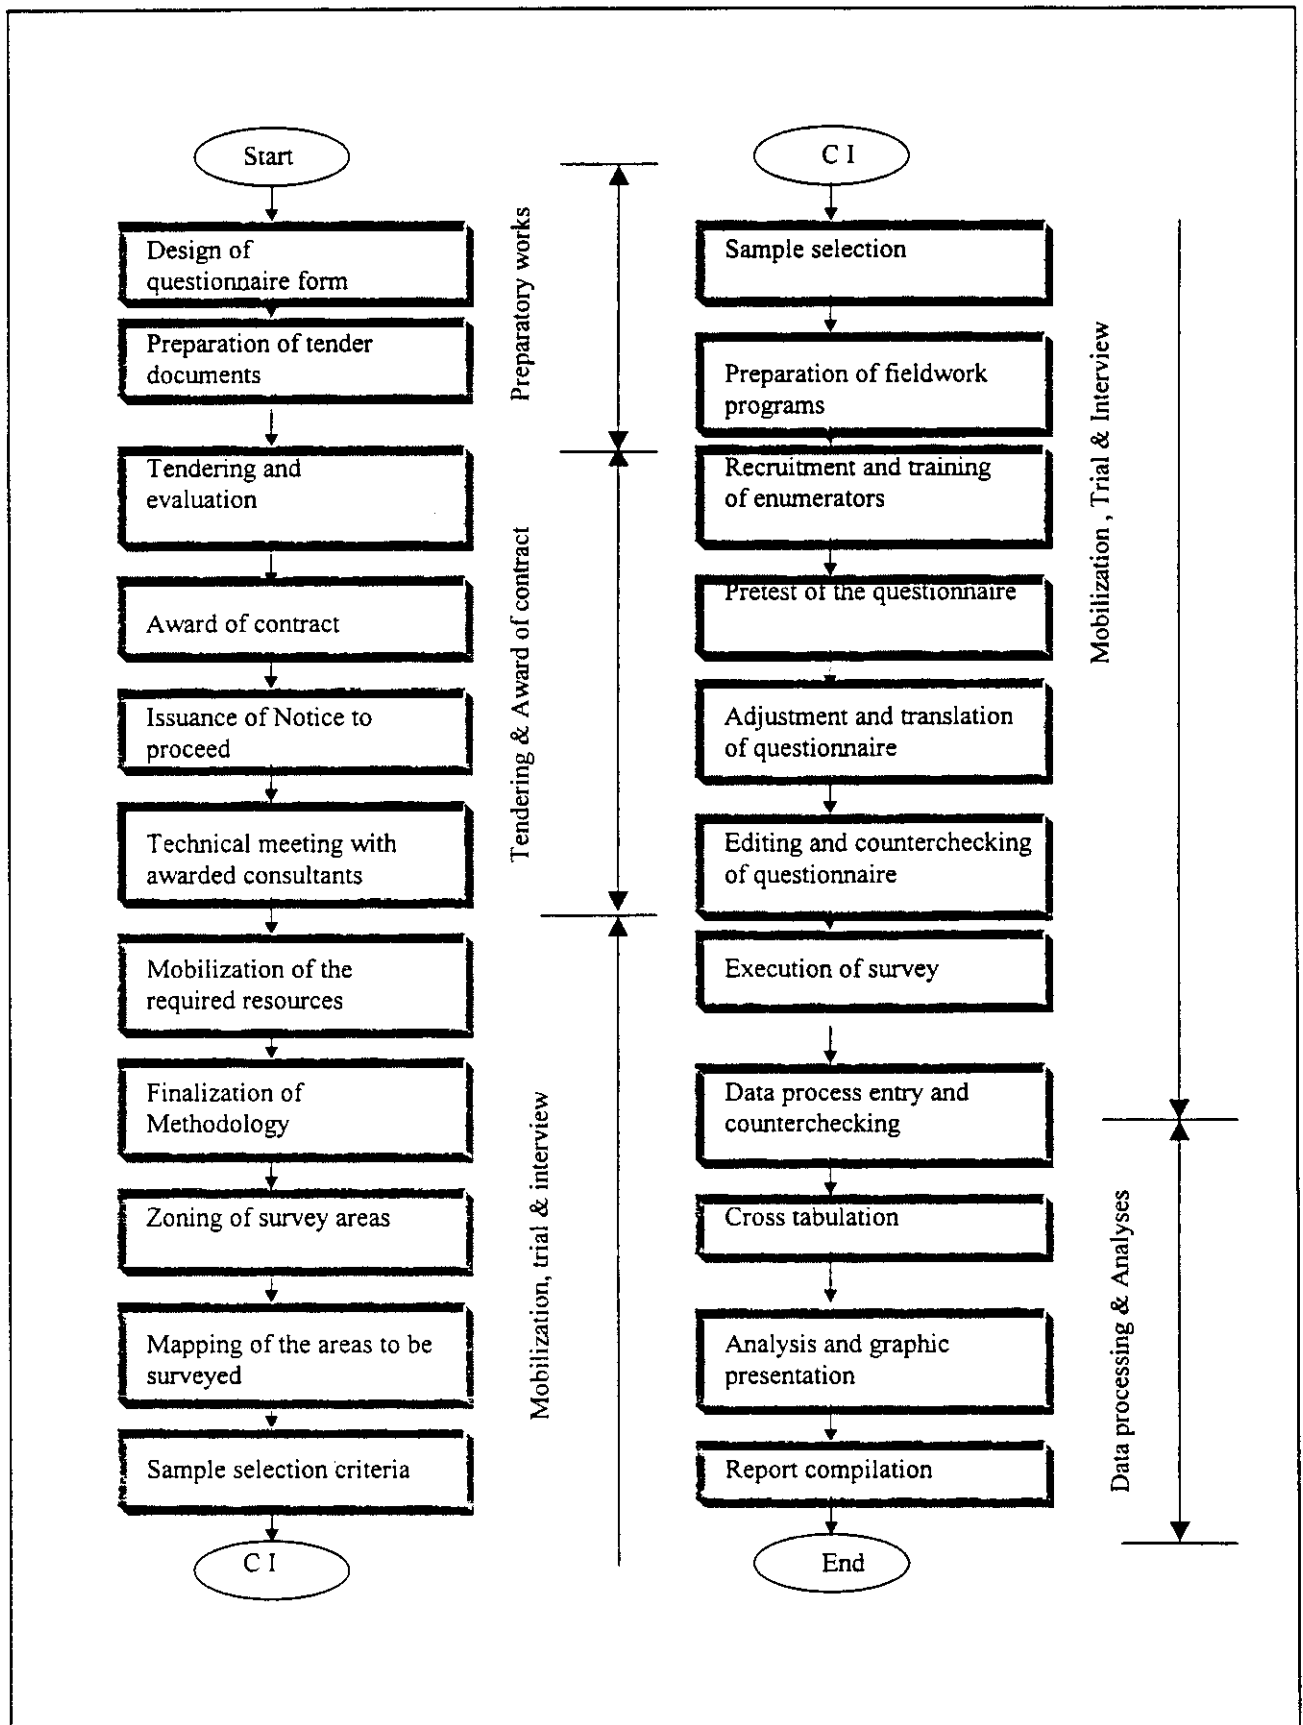 Start
Design of
questionnaire form
Preparation of tender
documents
Tendering and
evaluation
Award of contract
Issuance of Notice to
proceed
Technical meeting with
awarded consultants
Mobilization of the
required resources
Finalization of
Methodology
Zoning of survey areas
Mapping of the areas to be
surveyed
Sample selection criteria
C I
Preparatory works
Tendering & Award of contract
Mobilization, trial & interview
C I
Sample selection
Preparation of fieldwork
programs
Recruitment and training
of enumerators
Pretest of the questionnaire
Adjustment and translation
of questionnaire
Editing and counterchecking
of questionnaire
Execution of survey
Data process entry and
counterchecking
Cross tabulation
Analysis and graphic
presentation
Report compilation
End
Mobilization , Trial & Interview
Data processing & Analyses